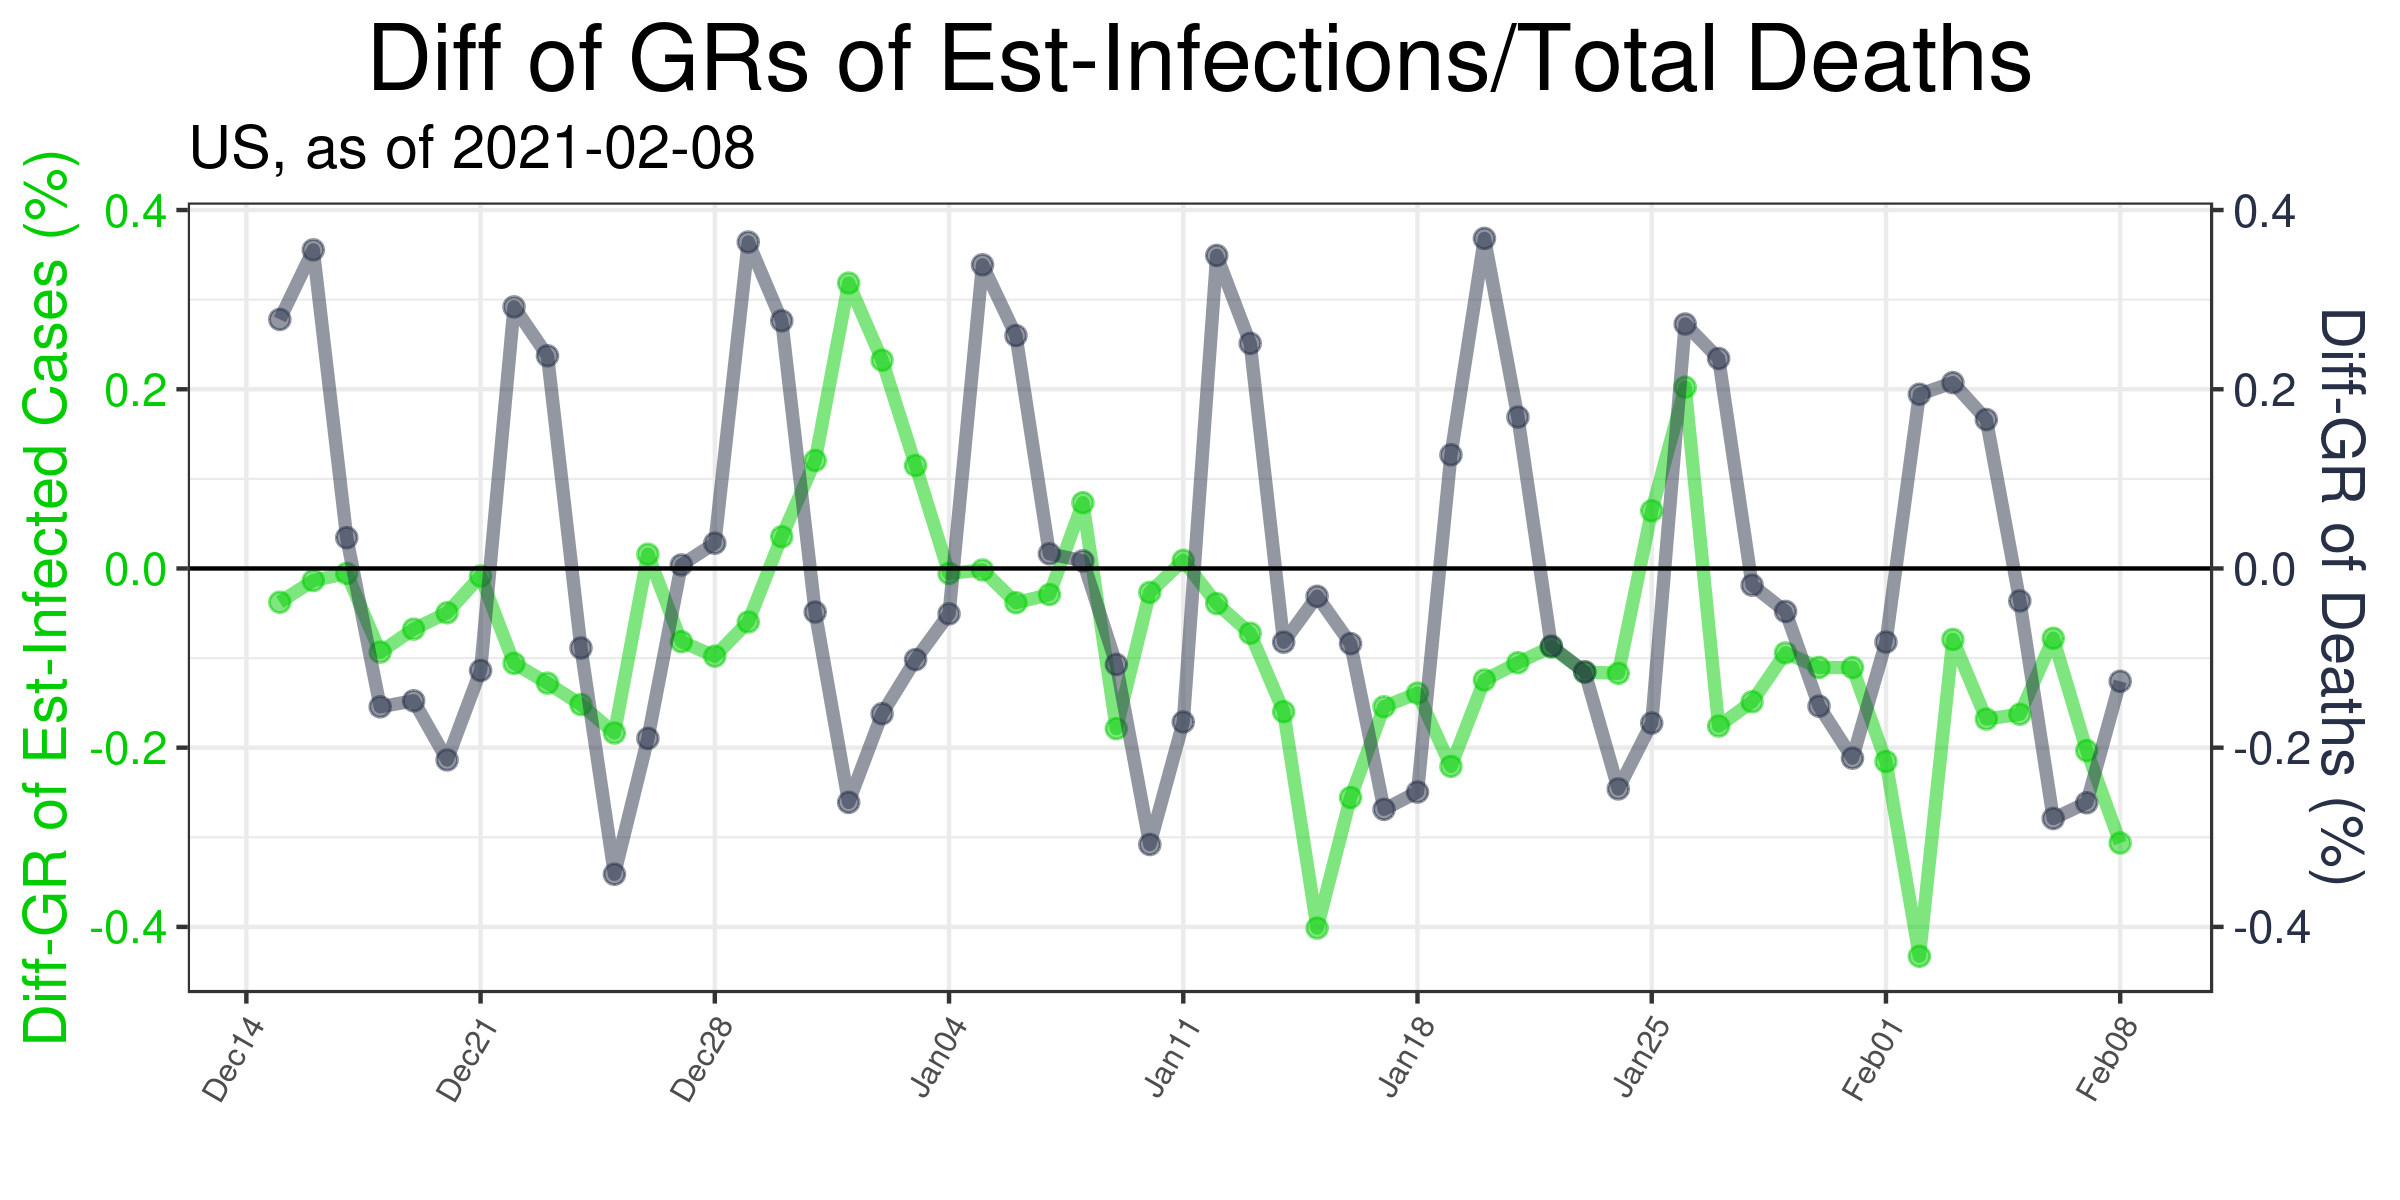 Diff of GRs of Est-Infections/Total Deaths
US, as of 2021-02-08
Diff-GR of Est-Infected Cases (%)
0.4
0.2
0.0
-0.2
-0.4
0.4
0.2
0.0
-0.2
-0.4
Diff-GR of Deaths (%)
Dec14
Dec21
Dec28
Jan04
Jan11
Jan18
Jan25
Feb01
Feb08